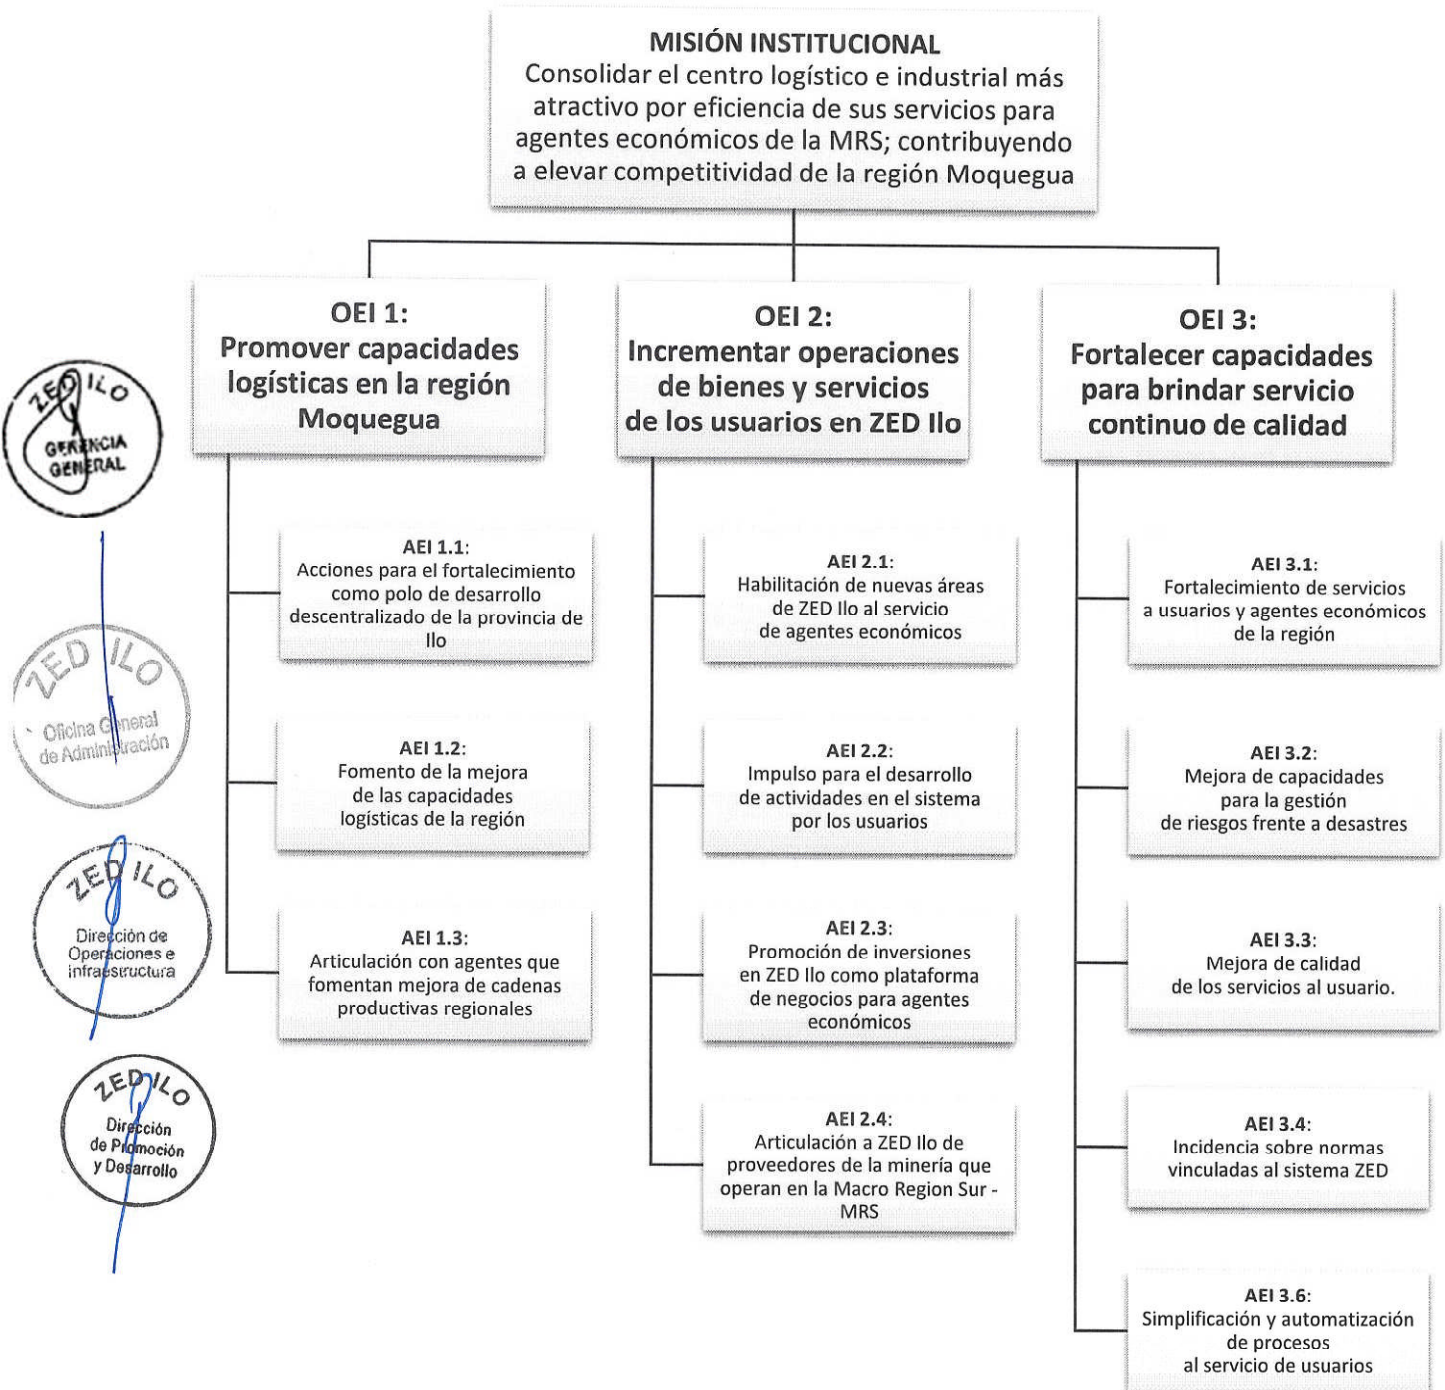 MISIÓN INSTITUCIONAL
Consolidar el centro logístico e industrial más
atractivo por eficiencia de sus servicios para
agentes económicos de la MRS; contribuyendo
a elevar competitividad de la región Moquegua
OEI 1:
Promover capacidades
logísticas en la región
Moquegua
AEI 1.1:
Acciones para el fortalecimiento
como polo de desarrollo
descentralizado de la provincia de
Ilo
AEI 1.2:
Fomento de la mejora
de las capacidades
logísticas de la región
AEI 1.3:
Articulación con agentes que
fomentan mejora de cadenas
productivas regionales
OEI 2:
Incrementar operaciones
de bienes y servicios
de los usuarios en ZED Ilo
AEI 2.1:
Habilitación de nuevas áreas
de ZED Ilo al servicio
de agentes económicos
AEI 2.2:
Impulso para el desarrollo
de actividades en el sistema
por los usuarios
AEI 2.3:
Promoción de inversiones
en ZED Ilo como plataforma
de negocios para agentes
económicos
AEI 2.4:
Articulación a ZED Ilo de
proveedores de la minería que
operan en la Macro Region Sur -
MRS
OEI 3:
Fortalecer capacidades
para brindar servicio
continuo de calidad
AEI 3.1:
Fortalecimiento de servicios
a usuarios y agentes económicos
de la región
AEI 3.2:
Mejora de capacidades
para la gestión
de riesgos frente a desastres
AEI 3.3:
Mejora de calidad
de los servicios al usuario.
AEI 3.4:
Incidencia sobre normas
vinculadas al sistema ZED
AEI 3.6:
Simplificación y automatización
de procesos
al servicio de usuarios
ZED ILO
GERENCIA
GENERAL
ZED ILO
Oficina General
de Administración
ZED ILO
Dirección de
Operaciones e
Infraestructura
ZED ILO
Dirección
de Promoción
y Desarrollo